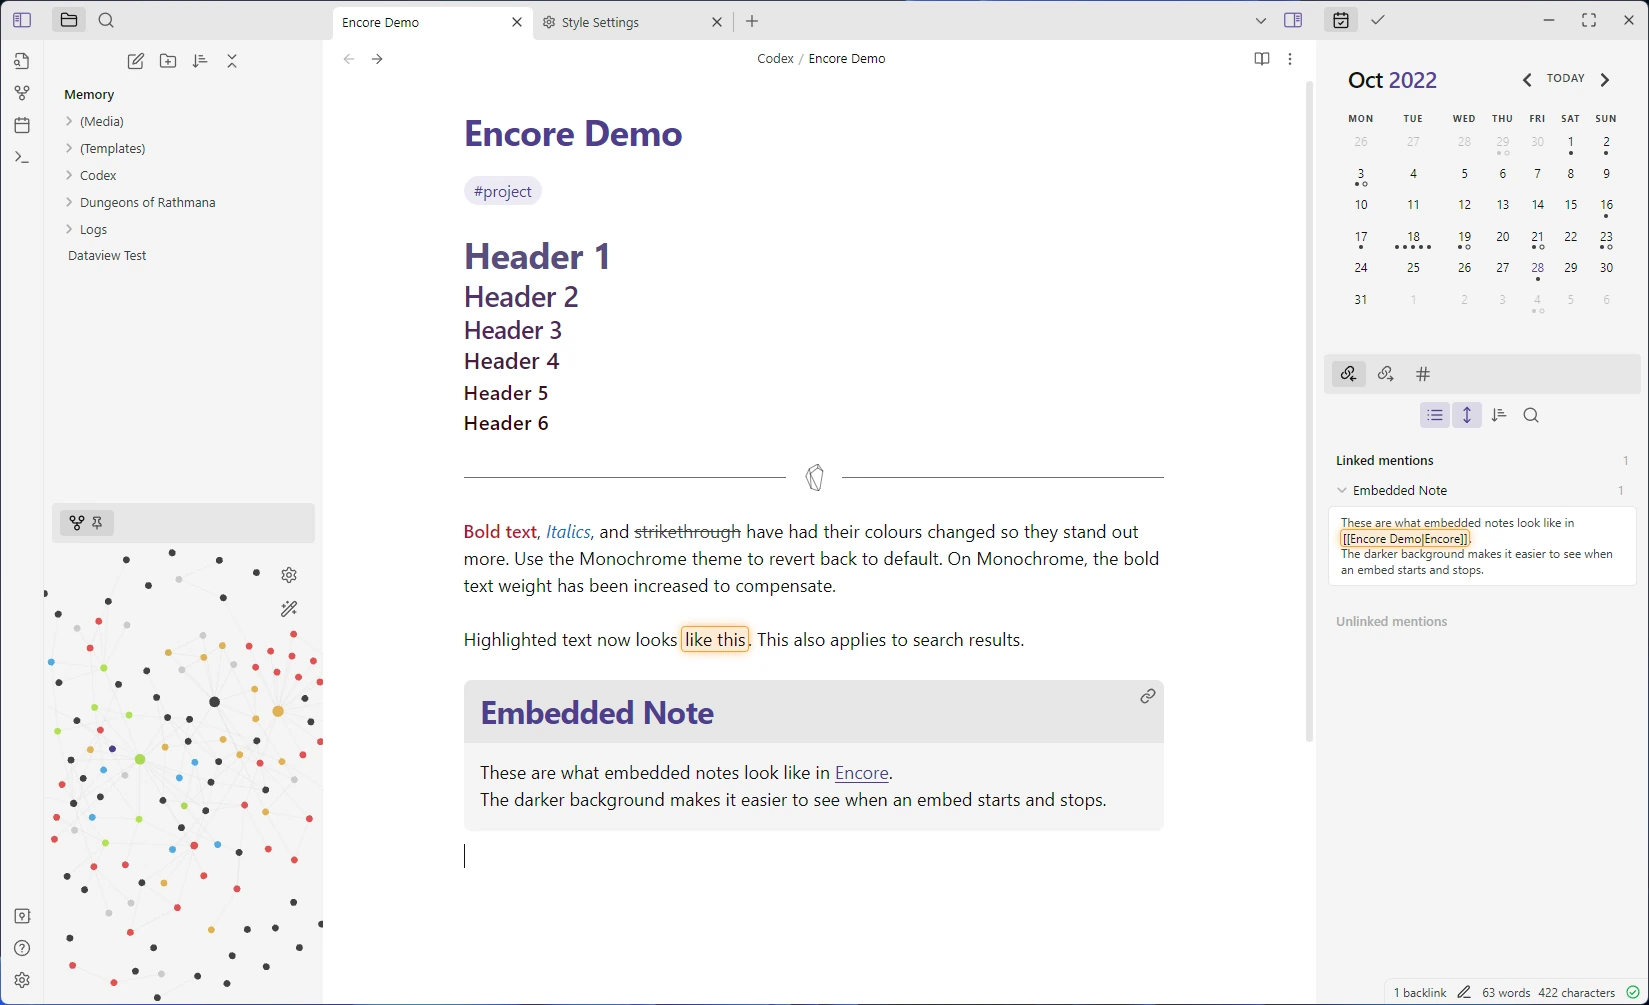 Encore Demo
Style Settings
Codex / Encore Demo
Memory
(Media)
(Templates)
Codex
Dungeons of Rathmana
Logs
Dataview Test
Encore Demo
#project
Header 1
Header 2
Header 3
Header 4
Header 5
Header 6
Bold text, Italics, and strikethrough have had their colours changed so they stand out
more. Use the Monochrome theme to revert back to default. On Monochrome, the bold
text weight has been increased to compensate.
Highlighted text now looks like this. This also applies to search results.
Embedded Note
These are what embedded notes look like in Encore.
The darker background makes it easier to see when an embed starts and stops.
Oct 2022
TODAY
MON TUE WED THU FRI SAT SUN
26 27 28 29 30 1 2
3 4 5 6 7 8 9
10 11 12 13 14 15 16
17 18 19 20 21 22 23
24 25 26 27 28 29 30
31 1 2 3 4 5 6
Linked mentions 1
Embedded Note 1
These are what embedded notes look like in
[[Encore Demo|Encore]].
The darker background makes it easier to see when
an embed starts and stops.
Unlinked mentions
1 backlink 63 words 422 characters